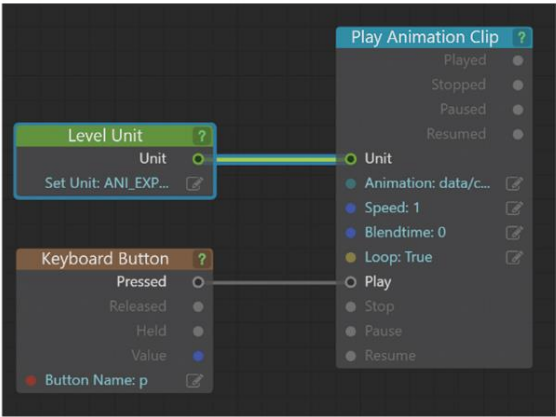 Level Unit ?
Unit
Set Unit: ANI_EXP...
Keyboard Button ?
Pressed
Released
Held
Value
Button Name: p
Play Animation Clip ?
Played
Stopped
Paused
Resumed
Unit
Animation: data/c...
Speed: 1
Blendtime: 0
Loop: True
Play
Stop
Pause
Resume